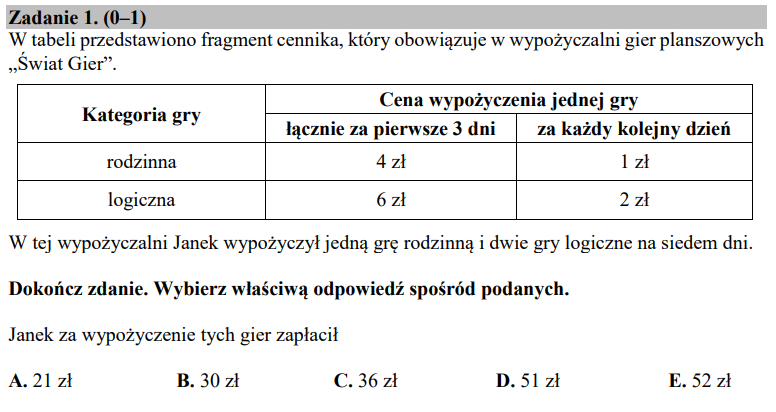 Zadanie 1. (0–1)
W tabeli przedstawiono fragment cennika, który obowiązuje w wypożyczalni gier planszowych
„Świat Gier”.
Kategoria gry
Cena wypożyczenia jednej gry
łącznie za pierwsze 3 dni
za każdy kolejny dzień
rodzinna
4 zł
1 zł
logiczna
6 zł
2 zł
W tej wypożyczalni Janek wypożyczył jedną grę rodzinną i dwie gry logiczne na siedem dni.
Dokończ zdanie. Wybierz właściwą odpowiedź spośród podanych.
Janek za wypożyczenie tych gier zapłacił
A. 21 zł B. 30 zł C. 36 zł D. 51 zł E. 52 zł